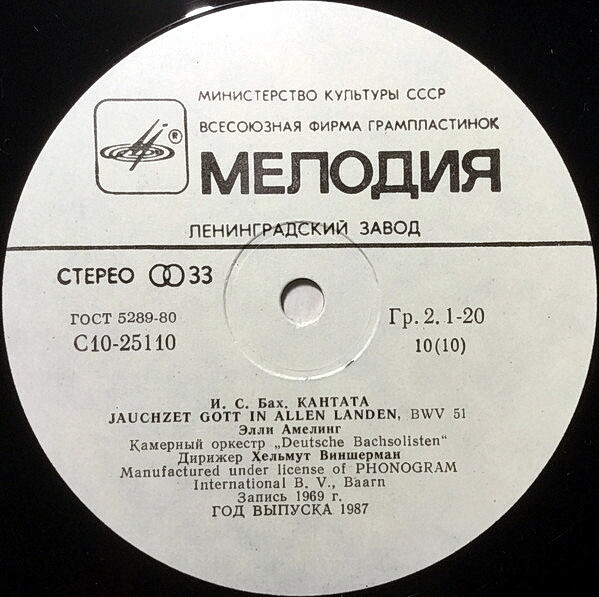 МИНИСТЕРСТВО КУЛЬТУРЫ СССР
ВСЕСОЮЗНАЯ ФИРМА ГРАМПЛАСТИНОК
®
МЕЛОДИЯ
ЛЕНИНГРАДСКИЙ ЗАВОД
СТЕРЕО 33
ГОСТ 5289-80
С10-25110
Гр. 2. 1-20
10(10)
И. С. Бах. КАНТАТА
JAUCHZET GOTT IN ALLEN LANDEN, BWV 51
Элли Амелинг
Камерный оркестр „Deutsche Bachsolisten“
Дирижер Хельмут Виншерман
Manufactured under license of PHONOGRAM
International B. V., Baarn
Запись 1969 г.
ГОД ВЫПУСКА 1987